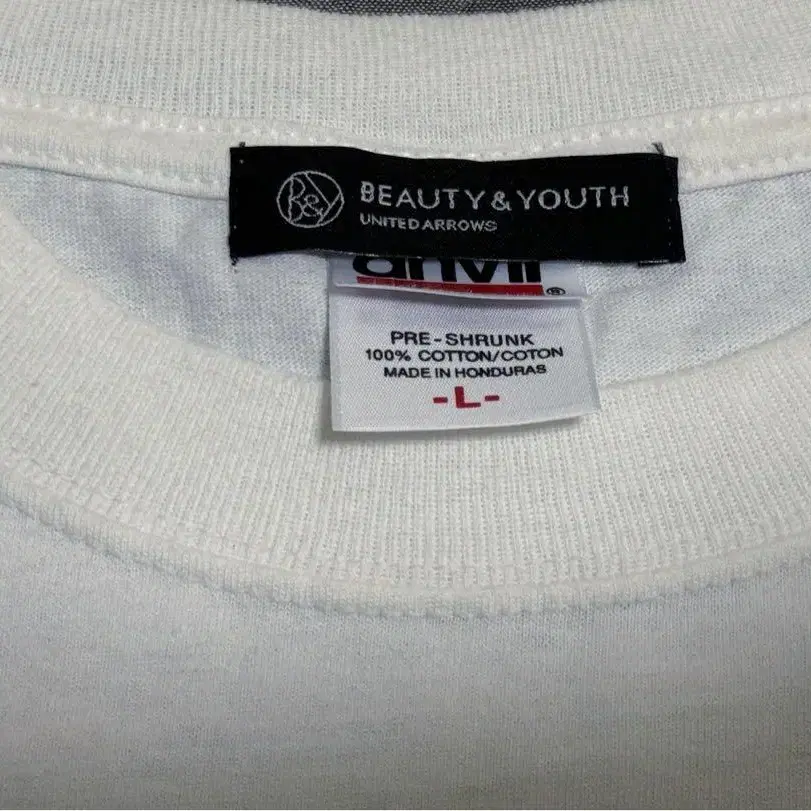 B&Y
BEAUTY & YOUTH
UNITED ARROWS
anvil
®
PRE-SHRUNK
100% COTTON/COTON
MADE IN HONDURAS
-L-